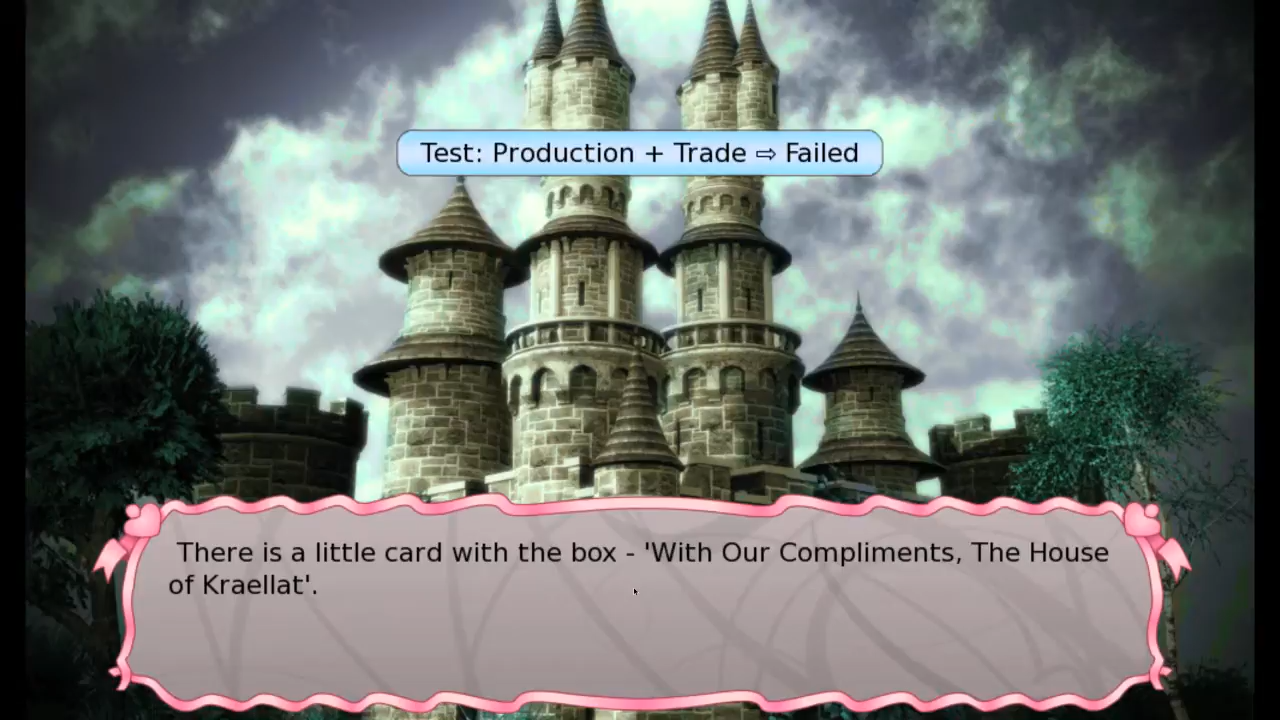 Test: Production + Trade ⇨ Failed
There is a little card with the box - 'With Our Compliments, The House
of Kraellat'.